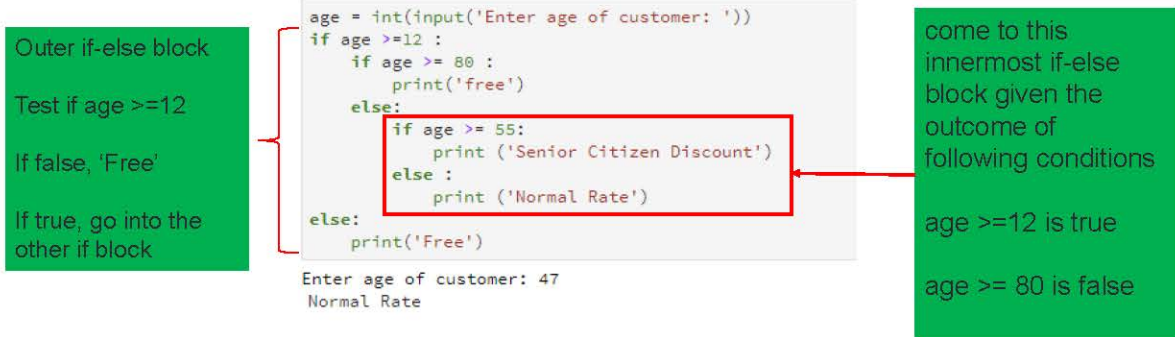 Outer if-else block
Test if age >=12
If false, 'Free'
If true, go into the
other if block
age = int(input('Enter age of customer: '))
if age >=12 :
    if age >= 80 :
        print('free')
    else:
        if age >= 55:
            print ('Senior Citizen Discount')
        else :
            print ('Normal Rate')
else:
    print('Free')
Enter age of customer: 47
Normal Rate
come to this
innermost if-else
block given the
outcome of
following conditions
age >=12 is true
age >= 80 is false